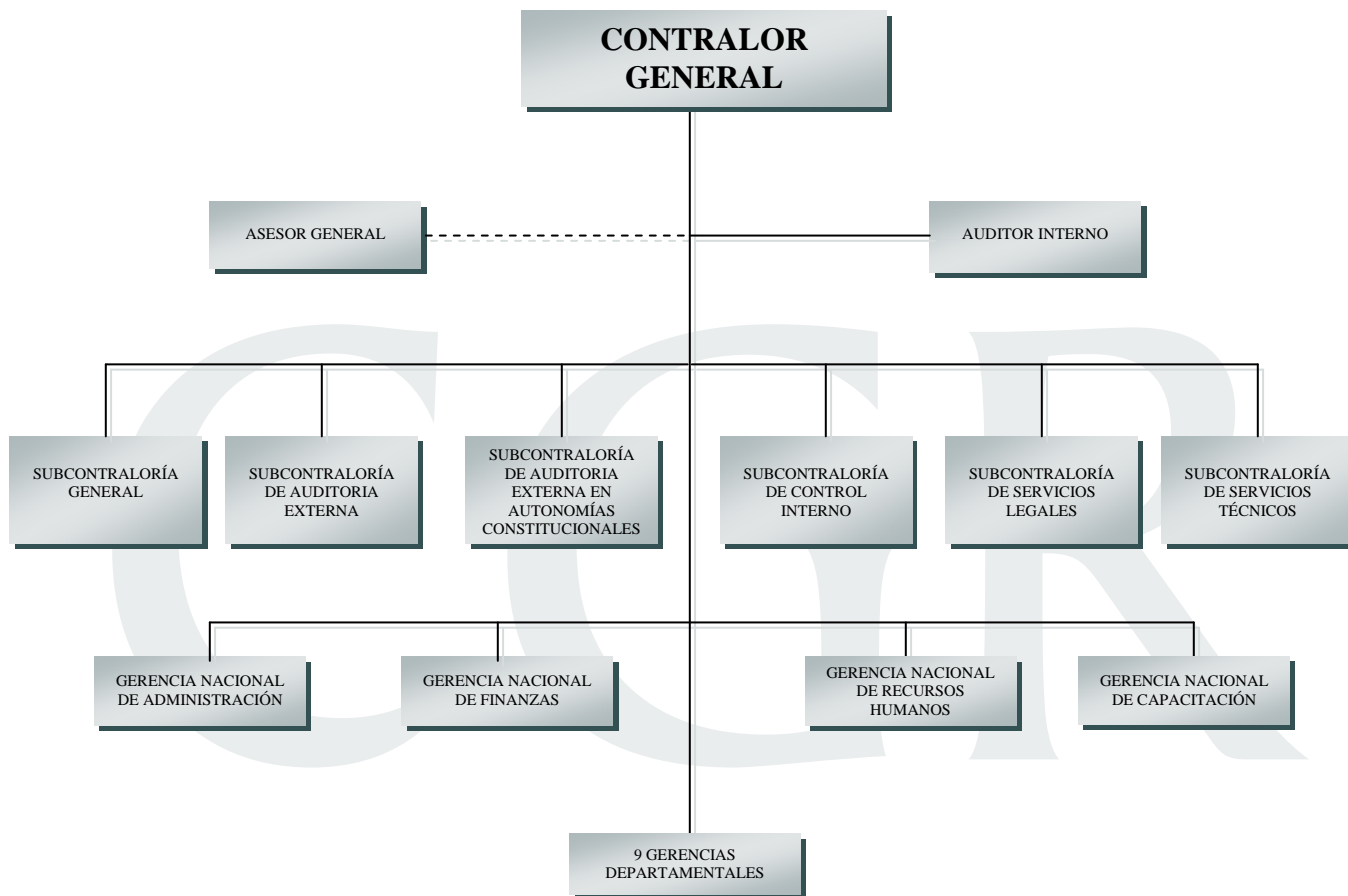 CONTRALOR
GENERAL
ASESOR GENERAL
AUDITOR INTERNO
SUBCONTRALORÍA
GENERAL
SUBCONTRALORÍA
DE AUDITORIA
EXTERNA
SUBCONTRALORÍA
DE AUDITORIA
EXTERNA EN
AUTONOMÍAS
CONSTITUCIONALES
SUBCONTRALORÍA
DE CONTROL
INTERNO
SUBCONTRALORÍA
DE SERVICIOS
LEGALES
SUBCONTRALORÍA
DE SERVICIOS
TÉCNICOS
CGR
GERENCIA NACIONAL
DE ADMINISTRACIÓN
GERENCIA NACIONAL
DE FINANZAS
GERENCIA NACIONAL
DE RECURSOS
HUMANOS
GERENCIA NACIONAL
DE CAPACITACIÓN
9 GERENCIAS
DEPARTAMENTALES